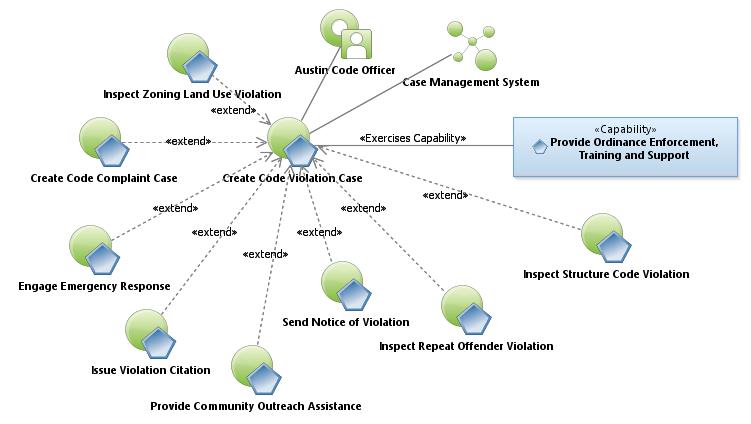 Austin Code Officer
Case Management System
Inspect Zoning Land Use Violation
«extend»
«Capability»
Provide Ordinance Enforcement,
Training and Support
«Exercises Capability»
«extend»
Create Code Complaint Case
Create Code Violation Case
«extend»
«extend»
«extend»
«extend»
«extend»
«extend»
Inspect Structure Code Violation
Engage Emergency Response
Send Notice of Violation
Inspect Repeat Offender Violation
Issue Violation Citation
Provide Community Outreach Assistance